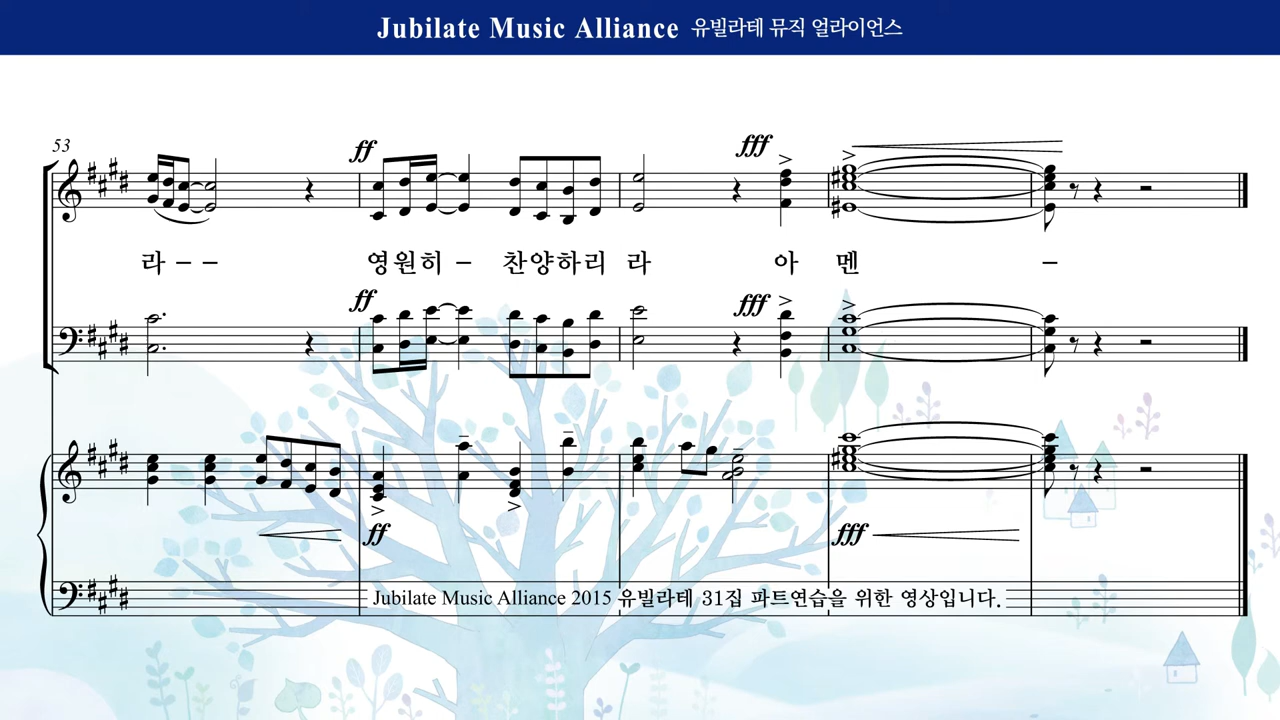 Jubilate Music Alliance 유빌라테 뮤직 얼라이언스
53
ff
fff
라 - - 영원히 - 찬양하리 라 아 멘 -
ff
fff
ff
fff
Jubilate Music Alliance 2015 유빌라테 31집 파트연습을 위한 영상입니다.